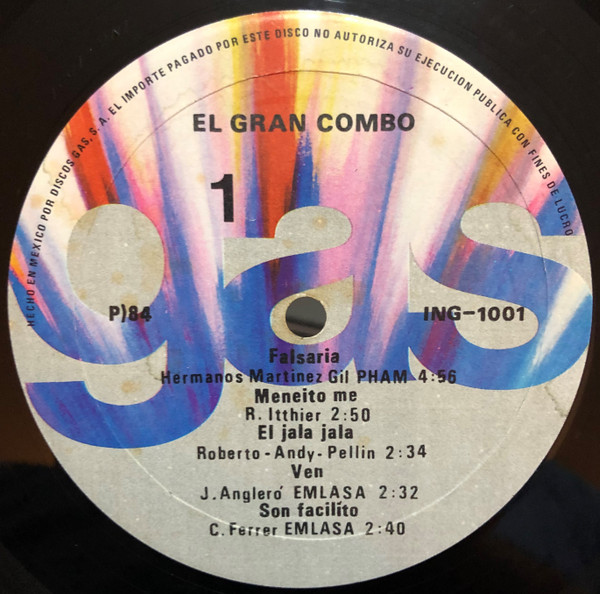 HECHO EN MEXICO POR DISCOS GAS, S.A. EL IMPORTE PAGADO POR ESTE DISCO NO AUTORIZA SU EJECUCION PUBLICA CON FINES DE LUCRO
EL GRAN COMBO
1
gas
P)84
ING-1001
Falsaria
Hermanos Martinez Gil PHAM 4:56
Meneito me
R. Itthier 2:50
El jala jala
Roberto-Andy-Pellin 2:34
Ven
J. Angleró EMLASA 2:32
Son facilito
C. Ferrer EMLASA 2:40